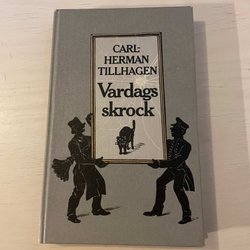 CARL-
HERMAN
TILLHAGEN
Vardags
skrock